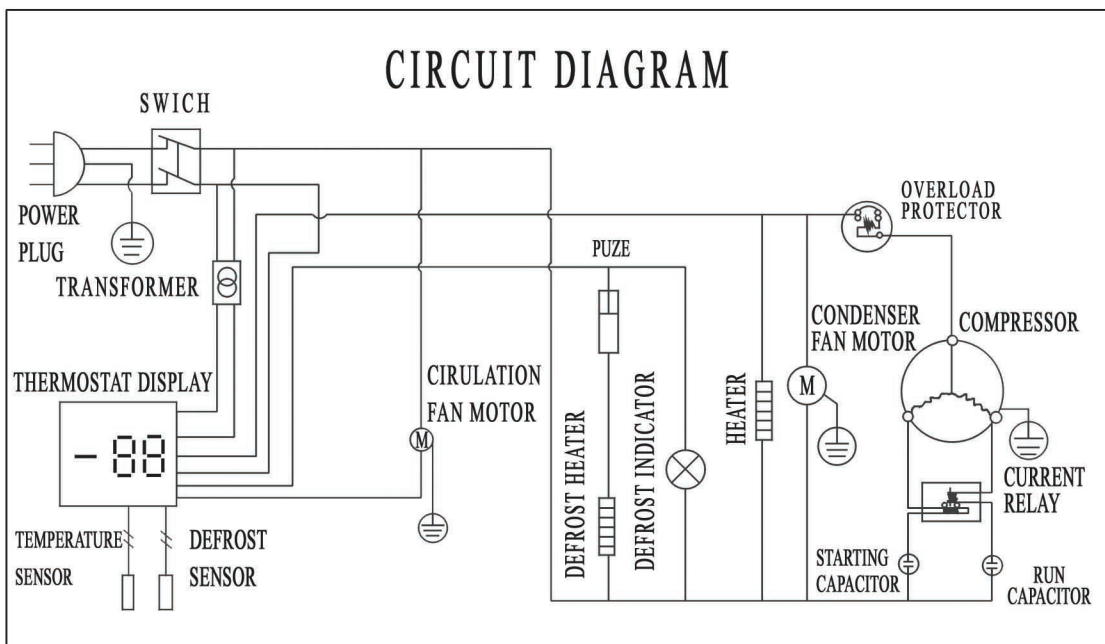 CIRCUIT DIAGRAM
SWICH
POWER
PLUG
TRANSFORMER
OVERLOAD
PROTECTOR
PUZE
CONDENSER
FAN MOTOR
COMPRESSOR
THERMOSTAT DISPLAY
-88
CIRULATION
FAN MOTOR
M
M
DEFROST HEATER
DEFROST INDICATOR
HEATER
CURRENT
RELAY
TEMPERATURE
SENSOR
DEFROST
SENSOR
STARTING
CAPACITOR
RUN
CAPACITOR